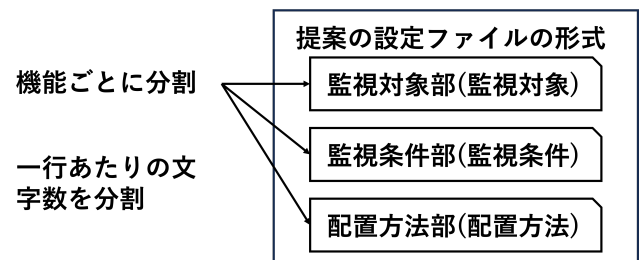 提案の設定ファイルの形式
機能ごとに分割
監視対象部(監視対象)
監視条件部(監視条件)
一行あたりの文
字数を分割
配置方法部(配置方法)